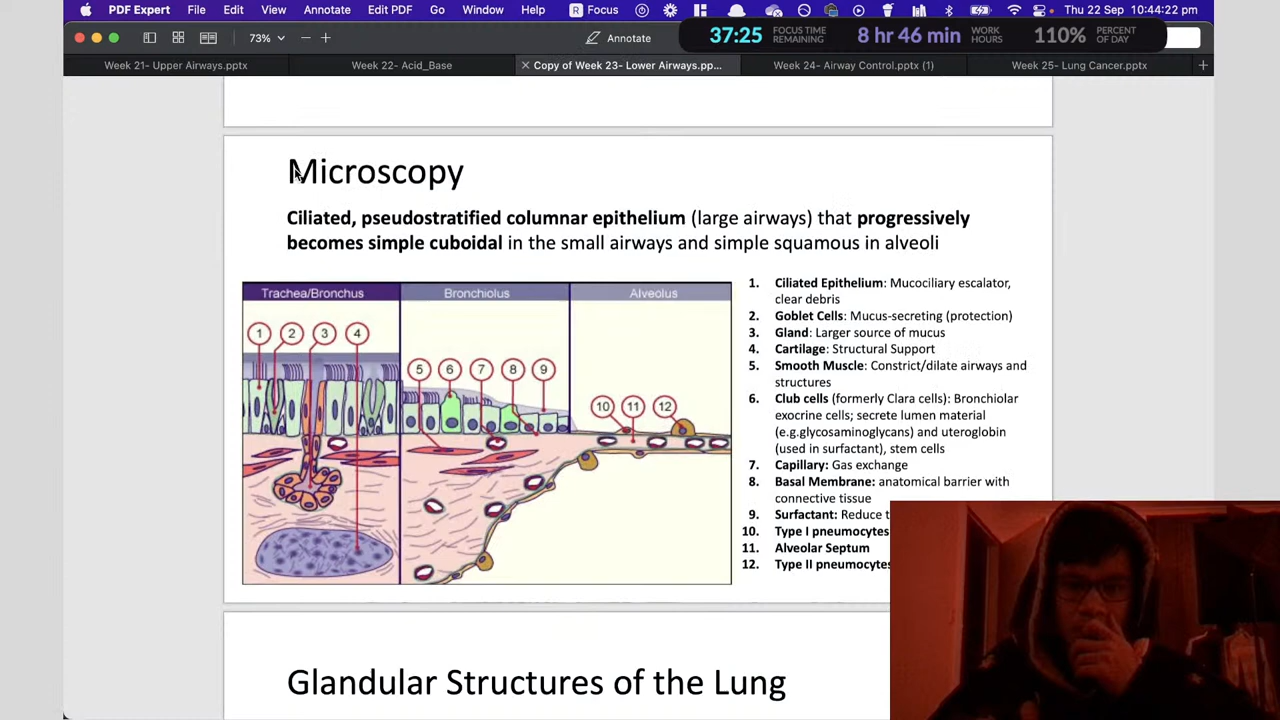 PDF Expert File Edit View Annotate Edit PDF Go Window Help R Focus Thu 22 Sep 10:44:22 pm
73% Annotate 37:25 FOCUS TIME REMAINING 8 hr 46 min WORK HOURS 110% PERCENT OF DAY
Week 21- Upper Airways.pptx Week 22- Acid_Base Copy of Week 23- Lower Airways.pp... Week 24- Airway Control.pptx (1) Week 25- Lung Cancer.pptx
Microscopy
Ciliated, pseudostratified columnar epithelium (large airways) that progressively
becomes simple cuboidal in the small airways and simple squamous in alveoli
Trachea/Bronchus Bronchiolus Alveolus
1 2 3 4
5 6 7 8 9
10 11 12
1. Ciliated Epithelium: Mucociliary escalator,
clear debris
2. Goblet Cells: Mucus-secreting (protection)
3. Gland: Larger source of mucus
4. Cartilage: Structural Support
5. Smooth Muscle: Constrict/dilate airways and
structures
6. Club cells (formerly Clara cells): Bronchiolar
exocrine cells; secrete lumen material
(e.g.glycosaminoglycans) and uteroglobin
(used in surfactant), stem cells
7. Capillary: Gas exchange
8. Basal Membrane: anatomical barrier with
connective tissue
9. Surfactant: Reduce
10. Type I pneumocytes
11. Alveolar Septum
12. Type II pneumocytes
Glandular Structures of the Lung